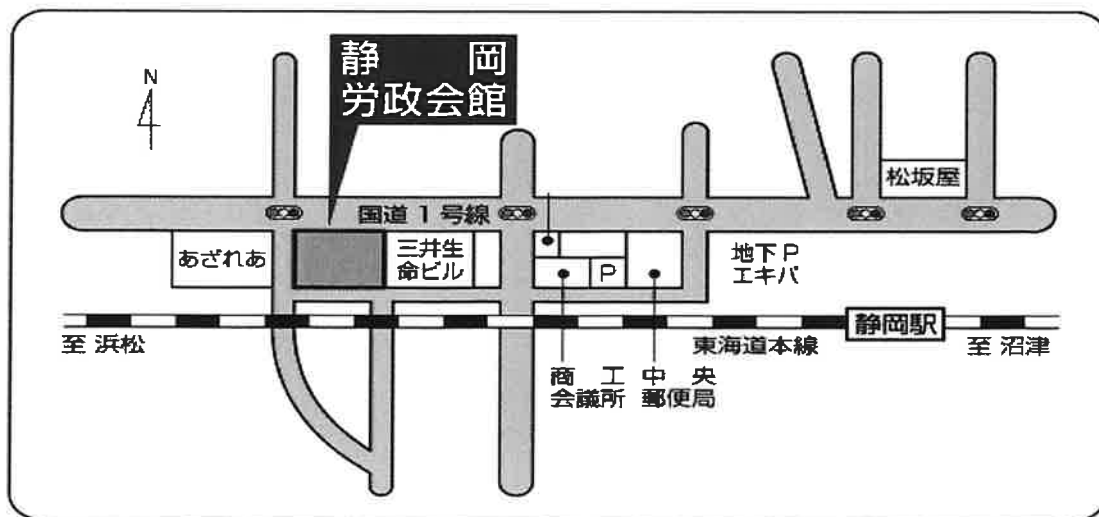 N
静岡
労政会館
松坂屋
国道1号線
あざれあ
三井生
命ビル
P
地下P
エキパ
静岡駅
至 浜松
東海道本線
至 沼津
商工
会議所
中央
郵便局